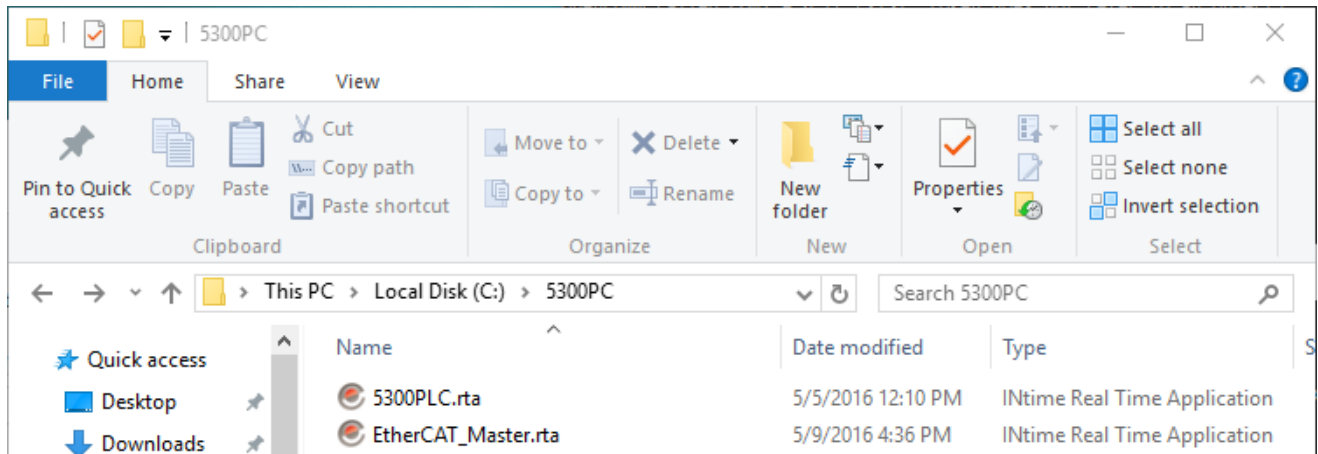 5300PC
File Home Share View
Pin to Quick access
Copy
Paste
Cut
Copy path
Paste shortcut
Clipboard
Move to
Copy to
Delete
Rename
Organize
New folder
New
Properties
Open
Select all
Select none
Invert selection
Select
This PC > Local Disk (C:) > 5300PC
Search 5300PC
Quick access
Desktop
Downloads
Name Date modified Type S
5300PLC.rta 5/5/2016 12:10 PM INtime Real Time Application
EtherCAT_Master.rta 5/9/2016 4:36 PM INtime Real Time Application